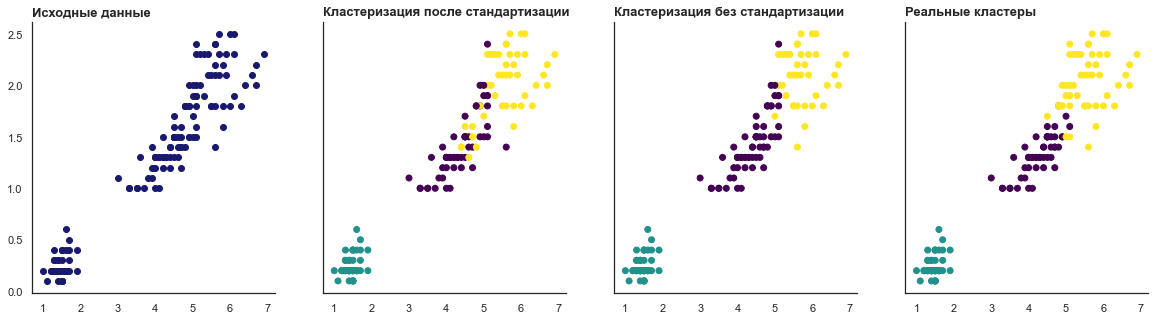 Исходные данные
Кластеризация после стандартизации
Кластеризация без стандартизации
Реальные кластеры
2.5
2.0
1.5
1.0
0.5
0.0
1 2 3 4 5 6 7
1 2 3 4 5 6 7
1 2 3 4 5 6 7
1 2 3 4 5 6 7